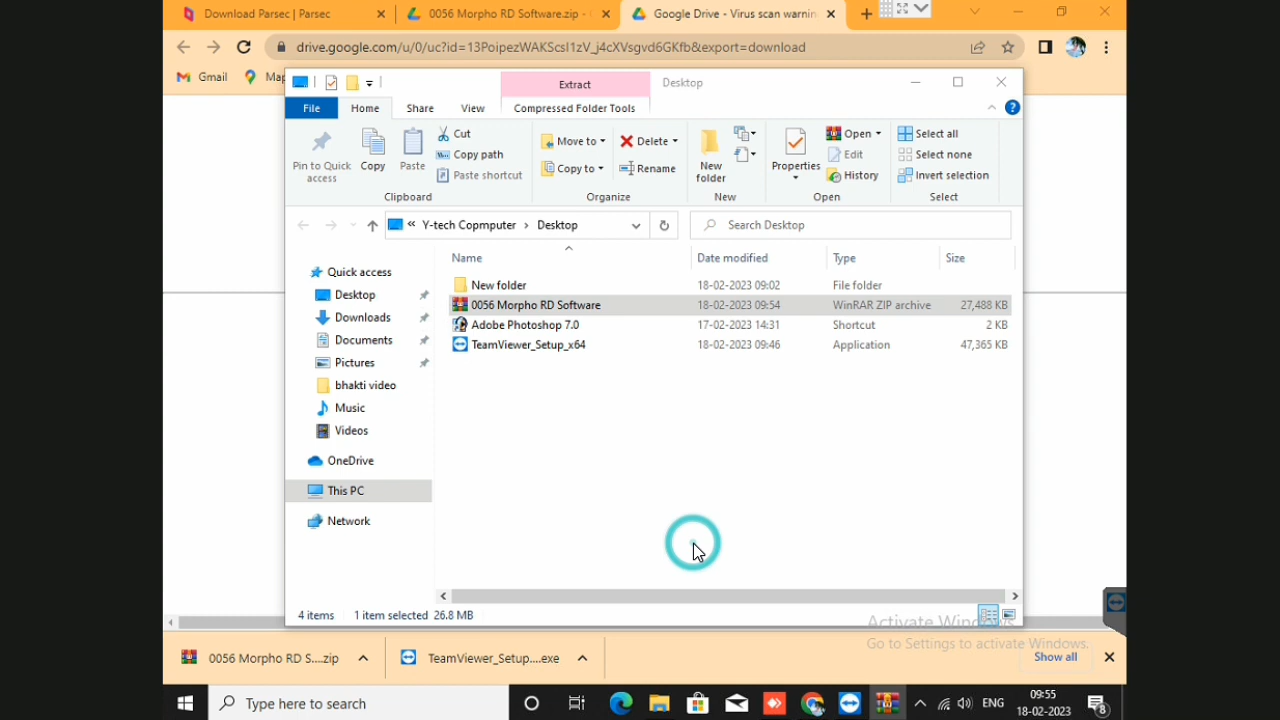 Download Parsec | Parsec
0056 Morpho RD Software.zip -
Google Drive - Virus scan warnin
drive.google.com/u/0/uc?id=13PoipezWAKScsI1zV_j4cXVsgvd6GKfb&export=download
Gmail
Map
Extract
Desktop
File
Home
Share
View
Compressed Folder Tools
Pin to Quick access
Copy
Paste
Cut
Copy path
Paste shortcut
Clipboard
Move to
Copy to
Delete
Rename
Organize
New folder
New
Properties
Open
Edit
History
Open
Select all
Select none
Invert selection
Select
« Y-tech Copmputer › Desktop
Search Desktop
Name Date modified Type Size
New folder 18-02-2023 09:02 File folder
0056 Morpho RD Software 18-02-2023 09:54 WinRAR ZIP archive 27,488 KB
Adobe Photoshop 7.0 17-02-2023 14:31 Shortcut 2 KB
TeamViewer_Setup_x64 18-02-2023 09:46 Application 47,365 KB
Quick access
Desktop
Downloads
Documents
Pictures
bhakti video
Music
Videos
OneDrive
This PC
Network
4 items 1 item selected 26.8 MB
Activate Windows
Go to Settings to activate Windows.
0056 Morpho RD S....zip
TeamViewer_Setup....exe
Show all
Type here to search
ENG
09:55
18-02-2023
8